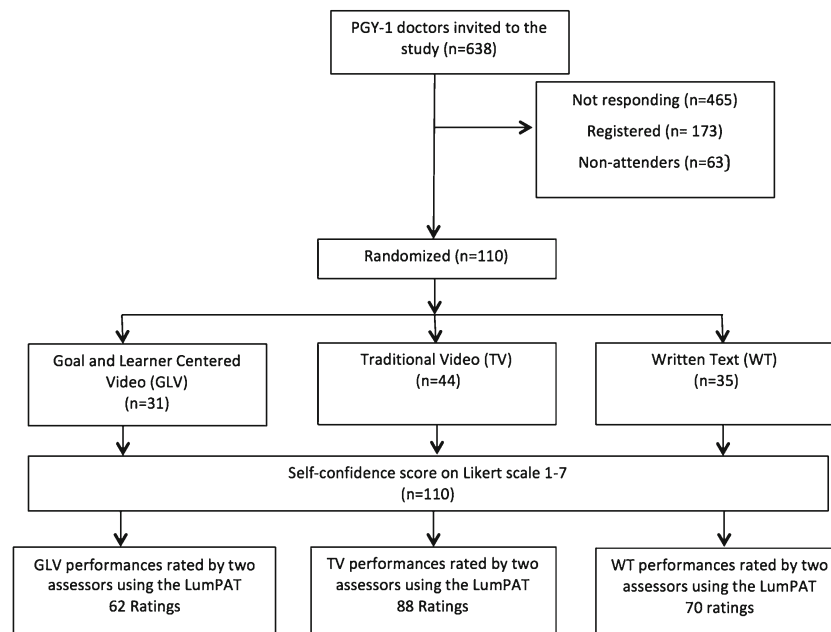 PGY-1 doctors invited to the
study (n=638)
Not responding (n=465)
Registered (n= 173)
Non-attenders (n=63)
Randomized (n=110)
Goal and Learner Centered
Video (GLV)
(n=31)
Traditional Video (TV)
(n=44)
Written Text (WT)
(n=35)
Self-confidence score on Likert scale 1-7
(n=110)
GLV performances rated by two
assessors using the LumPAT
62 Ratings
TV performances rated by two
assessors using the LumPAT
88 Ratings
WT performances rated by two
assessors using the LumPAT
70 ratings